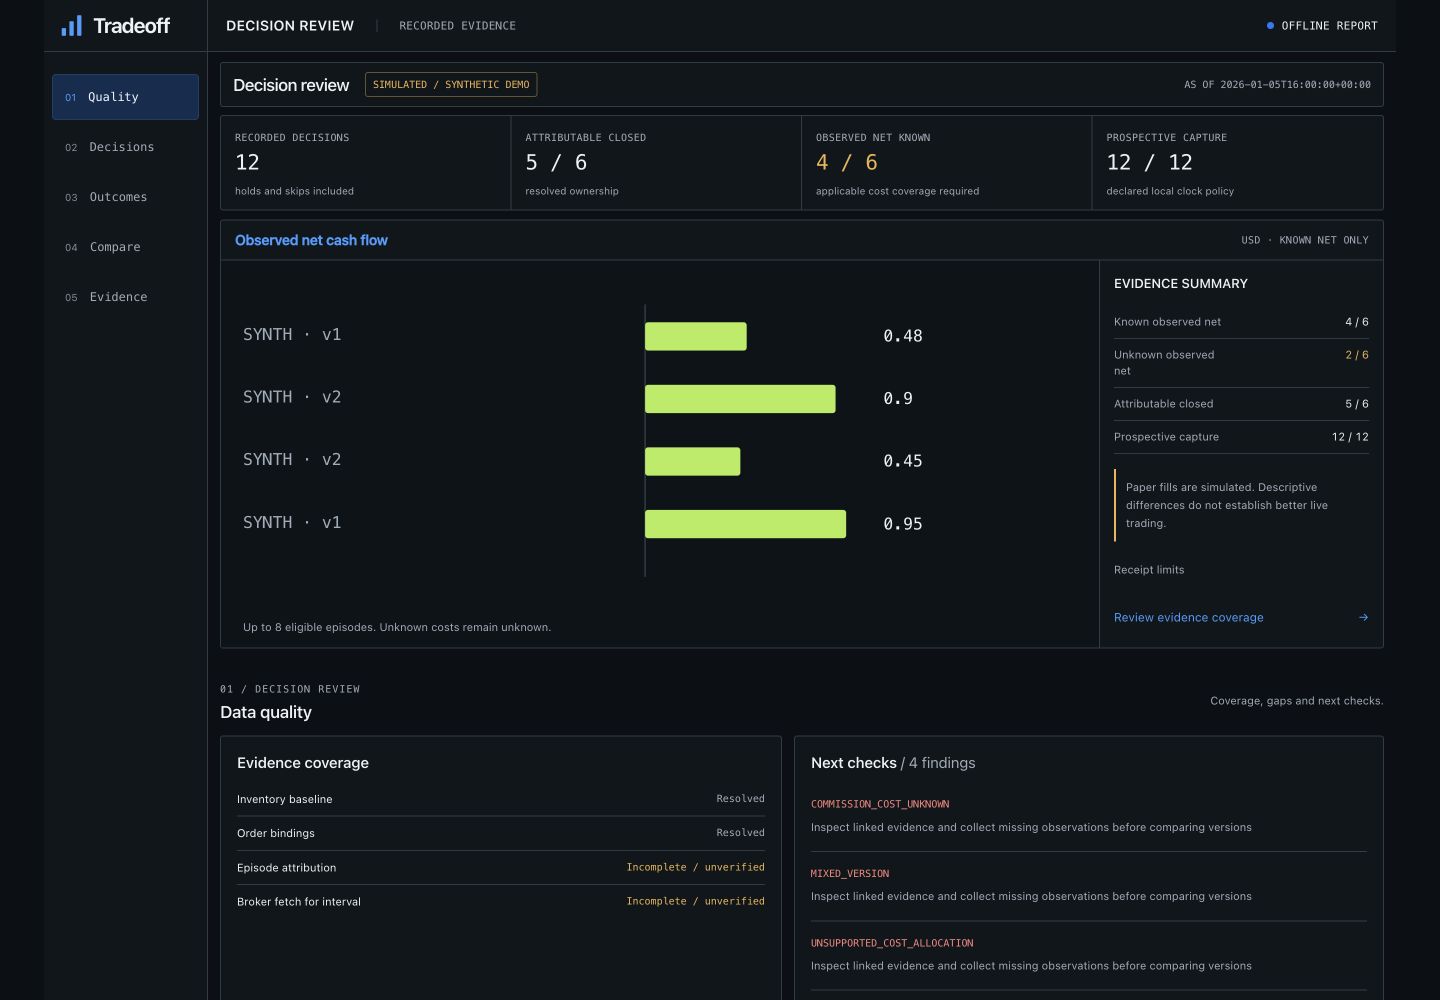 Tradeoff
DECISION REVIEW
RECORDED EVIDENCE
OFFLINE REPORT
01 Quality
02 Decisions
03 Outcomes
04 Compare
05 Evidence
Decision review
SIMULATED / SYNTHETIC DEMO
AS OF 2026-01-05T16:00:00+00:00
RECORDED DECISIONS
12
holds and skips included
ATTRIBUTABLE CLOSED
5 / 6
resolved ownership
OBSERVED NET KNOWN
4 / 6
applicable cost coverage required
PROSPECTIVE CAPTURE
12 / 12
declared local clock policy
Observed net cash flow
USD · KNOWN NET ONLY
SYNTH · v1 0.48
SYNTH · v2 0.9
SYNTH · v2 0.45
SYNTH · v1 0.95
Up to 8 eligible episodes. Unknown costs remain unknown.
EVIDENCE SUMMARY
Known observed net 4 / 6
Unknown observed 2 / 6
net
Attributable closed 5 / 6
Prospective capture 12 / 12
Paper fills are simulated. Descriptive
differences do not establish better live
trading.
Receipt limits
Review evidence coverage →
01 / DECISION REVIEW
Data quality
Coverage, gaps and next checks.
Evidence coverage
Inventory baseline Resolved
Order bindings Resolved
Episode attribution Incomplete / unverified
Broker fetch for interval Incomplete / unverified
Next checks / 4 findings
COMMISSION_COST_UNKNOWN
Inspect linked evidence and collect missing observations before comparing versions
MIXED_VERSION
Inspect linked evidence and collect missing observations before comparing versions
UNSUPPORTED_COST_ALLOCATION
Inspect linked evidence and collect missing observations before comparing versions